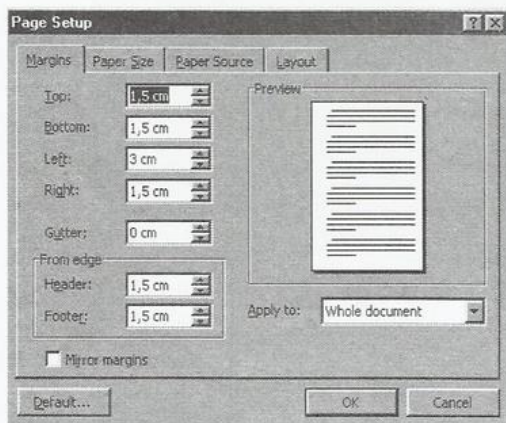 Page Setup
Margins
Paper Size
Paper Source
Layout
Top: 1,5 cm
Bottom: 1,5 cm
Left: 3 cm
Right: 1,5 cm
Gutter: 0 cm
From edge
Header: 1,5 cm
Footer: 1,5 cm
Mirror margins
Preview
Apply to: Whole document
Default...
OK
Cancel